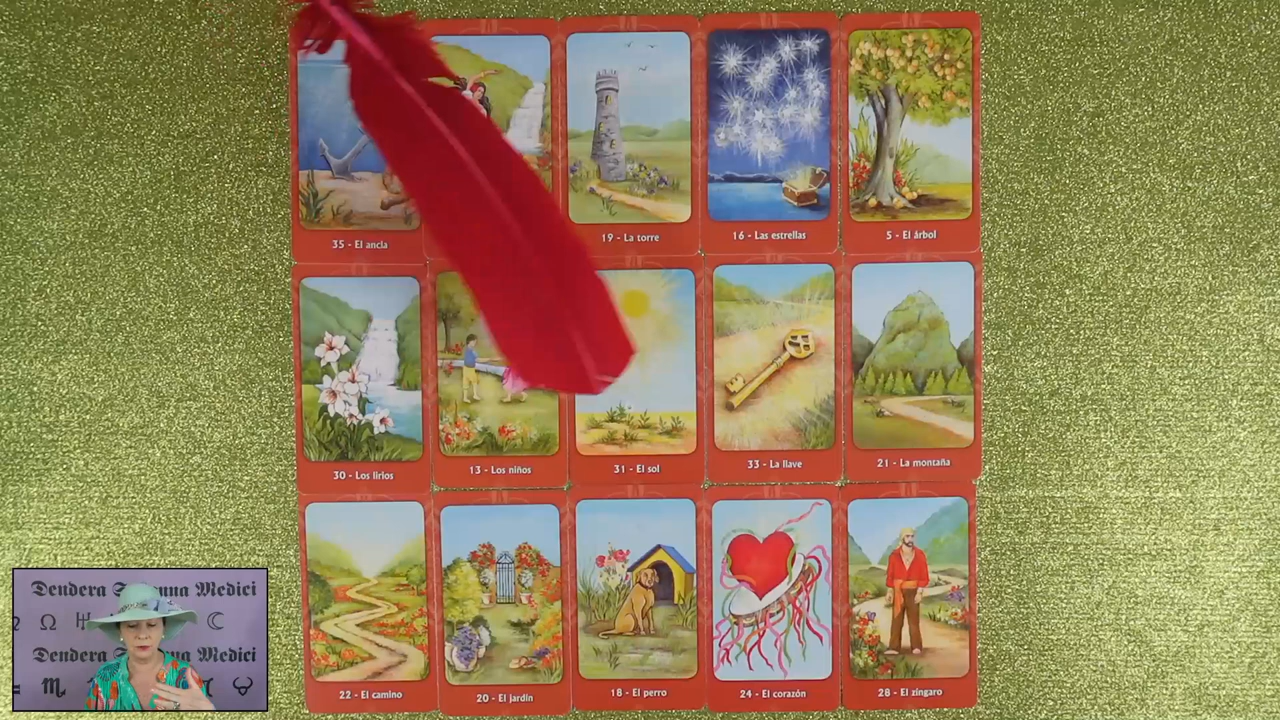 35 - El ancla
19 - La torre
16 - Las estrellas
5 - El árbol
30 - Los lirios
13 - Los niños
31 - El sol
33 - La llave
21 - La montaña
22 - El camino
20 - El jardín
18 - El perro
24 - El corazón
28 - El zíngaro
Dendera Medici
Dendera Medici